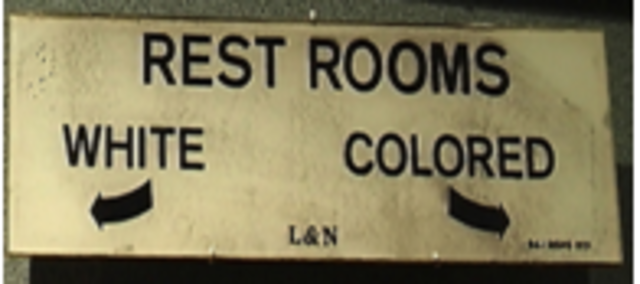 REST ROOMS
WHITE COLORED
L&N